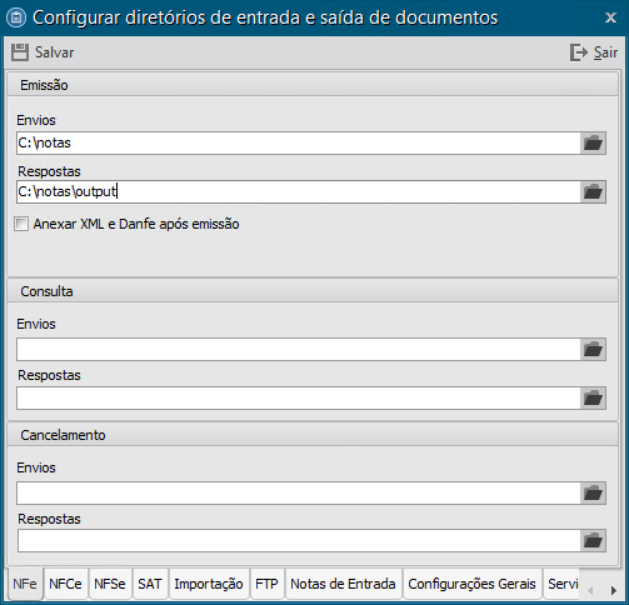 Configurar diretórios de entrada e saída de documentos
Salvar
Sair
Emissão
Envios
C:\notas
Respostas
C:\notas\output
Anexar XML e Danfe após emissão
Consulta
Envios
Respostas
Cancelamento
Envios
Respostas
NFe NFCe NFSe SAT Importação FTP Notas de Entrada Configurações Gerais Servi